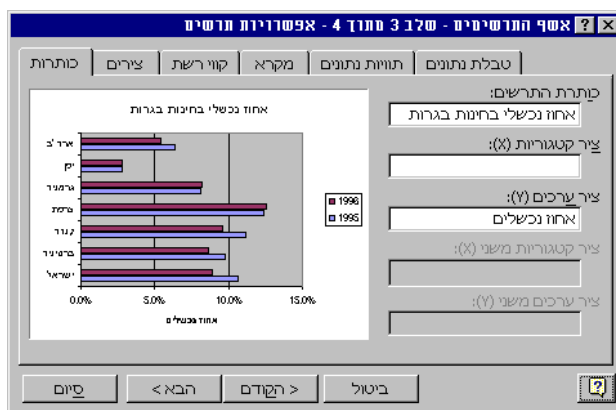 אשף התרשימים - שלב 3 מתוך 4 - אפשרויות תרשים
כותרות
צירים
קווי רשת
מקרא
תוויות נתונים
טבלת נתונים
כותרת התרשים:
אחוז נכשלי בחינות בגרות
ציר קטגוריות (X):
ציר ערכים (Y):
אחוז נכשלים
ציר קטגוריות משני (X):
ציר ערכים משני (Y):
אחוז נכשלי בחינות בגרות
ארה"ב
יפן
גרמניה
צרפת
קנדה
בריטניה
ישראל
0.0%
5.0%
10.0%
15.0%
אחוז נכשלים
1996
1995
ביטול
< הקודם
הבא >
סיום